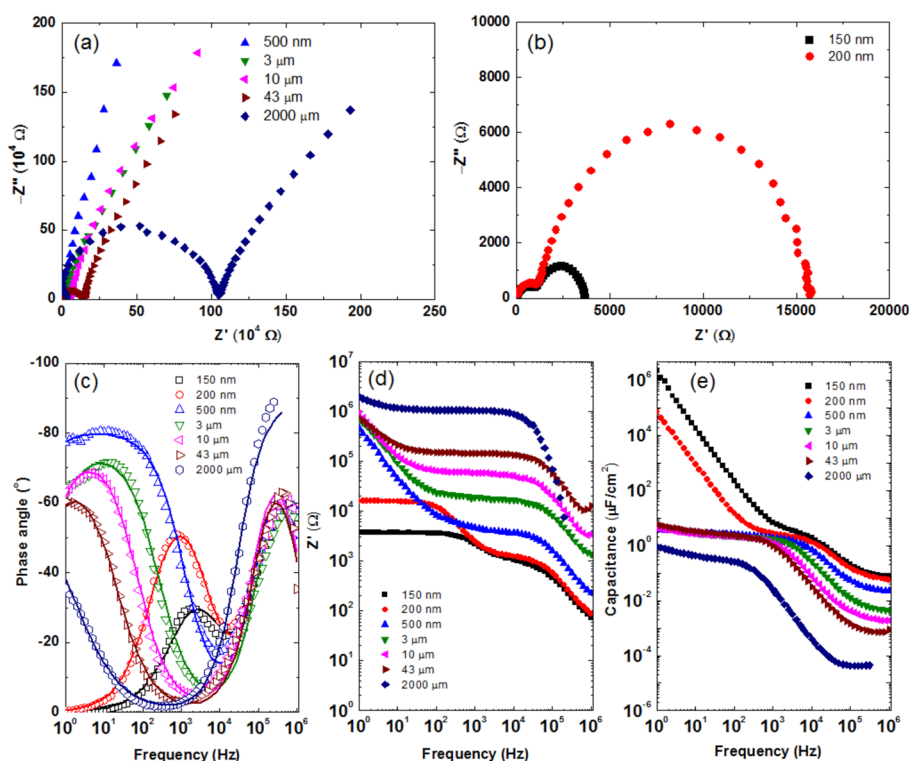 (a)
500 nm
3 μm
10 μm
43 μm
2000 μm
200
150
100
50
0
−Z" (10⁴ Ω)
0 50 100 150 200 250
Z' (10⁴ Ω)
(b)
150 nm
200 nm
10000
8000
6000
4000
2000
0
−Z" (Ω)
0 5000 10000 15000 20000
Z' (Ω)
(c)
150 nm
200 nm
500 nm
3 μm
10 μm
43 μm
2000 μm
-100
-80
-60
-40
-20
0
Phase angle (°)
10⁰ 10¹ 10² 10³ 10⁴ 10⁵ 10⁶
Frequency (Hz)
(d)
10⁷
10⁶
10⁵
10⁴
10³
10²
10¹
10⁰
Z' (Ω)
150 nm
200 nm
500 nm
3 μm
10 μm
43 μm
2000 μm
10⁰ 10¹ 10² 10³ 10⁴ 10⁵ 10⁶
Frequency (Hz)
(e)
150 nm
200 nm
500 nm
3 μm
10 μm
43 μm
2000 μm
10⁶
10⁴
10²
10⁰
10⁻²
10⁻⁴
10⁻⁶
Capacitance (μF/cm²)
10⁰ 10¹ 10² 10³ 10⁴ 10⁵ 10⁶
Frequency (Hz)